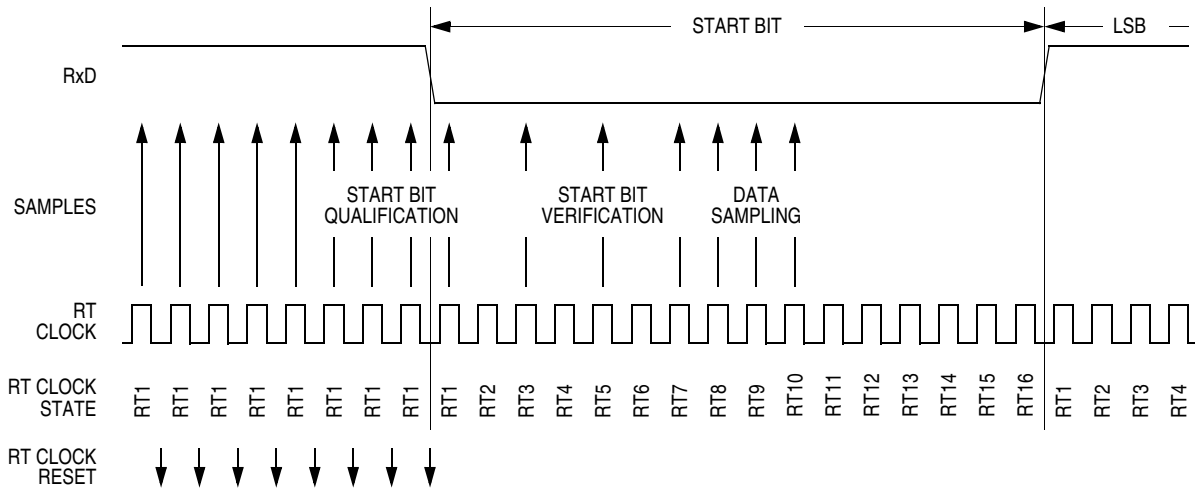 START BIT
LSB
RxD
SAMPLES
START BIT
QUALIFICATION
START BIT
VERIFICATION
DATA
SAMPLING
RT
CLOCK
RT CLOCK
STATE
RT1 RT1 RT1 RT1 RT1 RT1 RT1 RT1 RT1 RT2 RT3 RT4 RT5 RT6 RT7 RT8 RT9 RT10 RT11 RT12 RT13 RT14 RT15 RT16 RT1 RT2 RT3 RT4
RT CLOCK
RESET